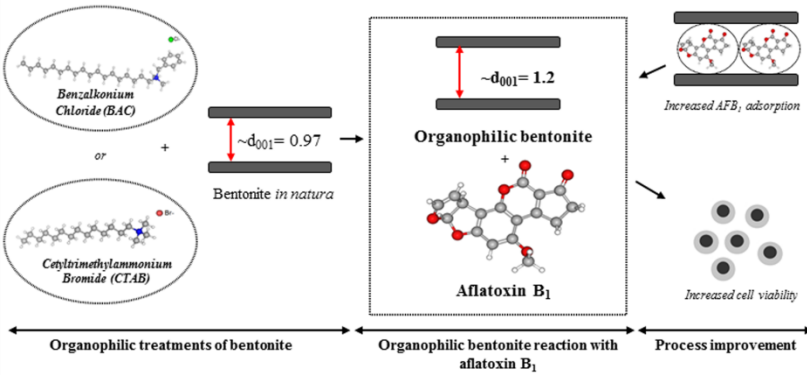 Br-
Benzalkonium
Chloride (BAC)
or
+
~d001= 0.97
Bentonite in natura
Br-
Cetyltrimethylammonium
Bromide (CTAB)
~d001= 1.2
Organophilic bentonite
+
Aflatoxin B1
Increased AFB1 adsorption
Increased cell viability
Organophilic treatments of bentonite
Organophilic bentonite reaction with
aflatoxin B1
Process improvement